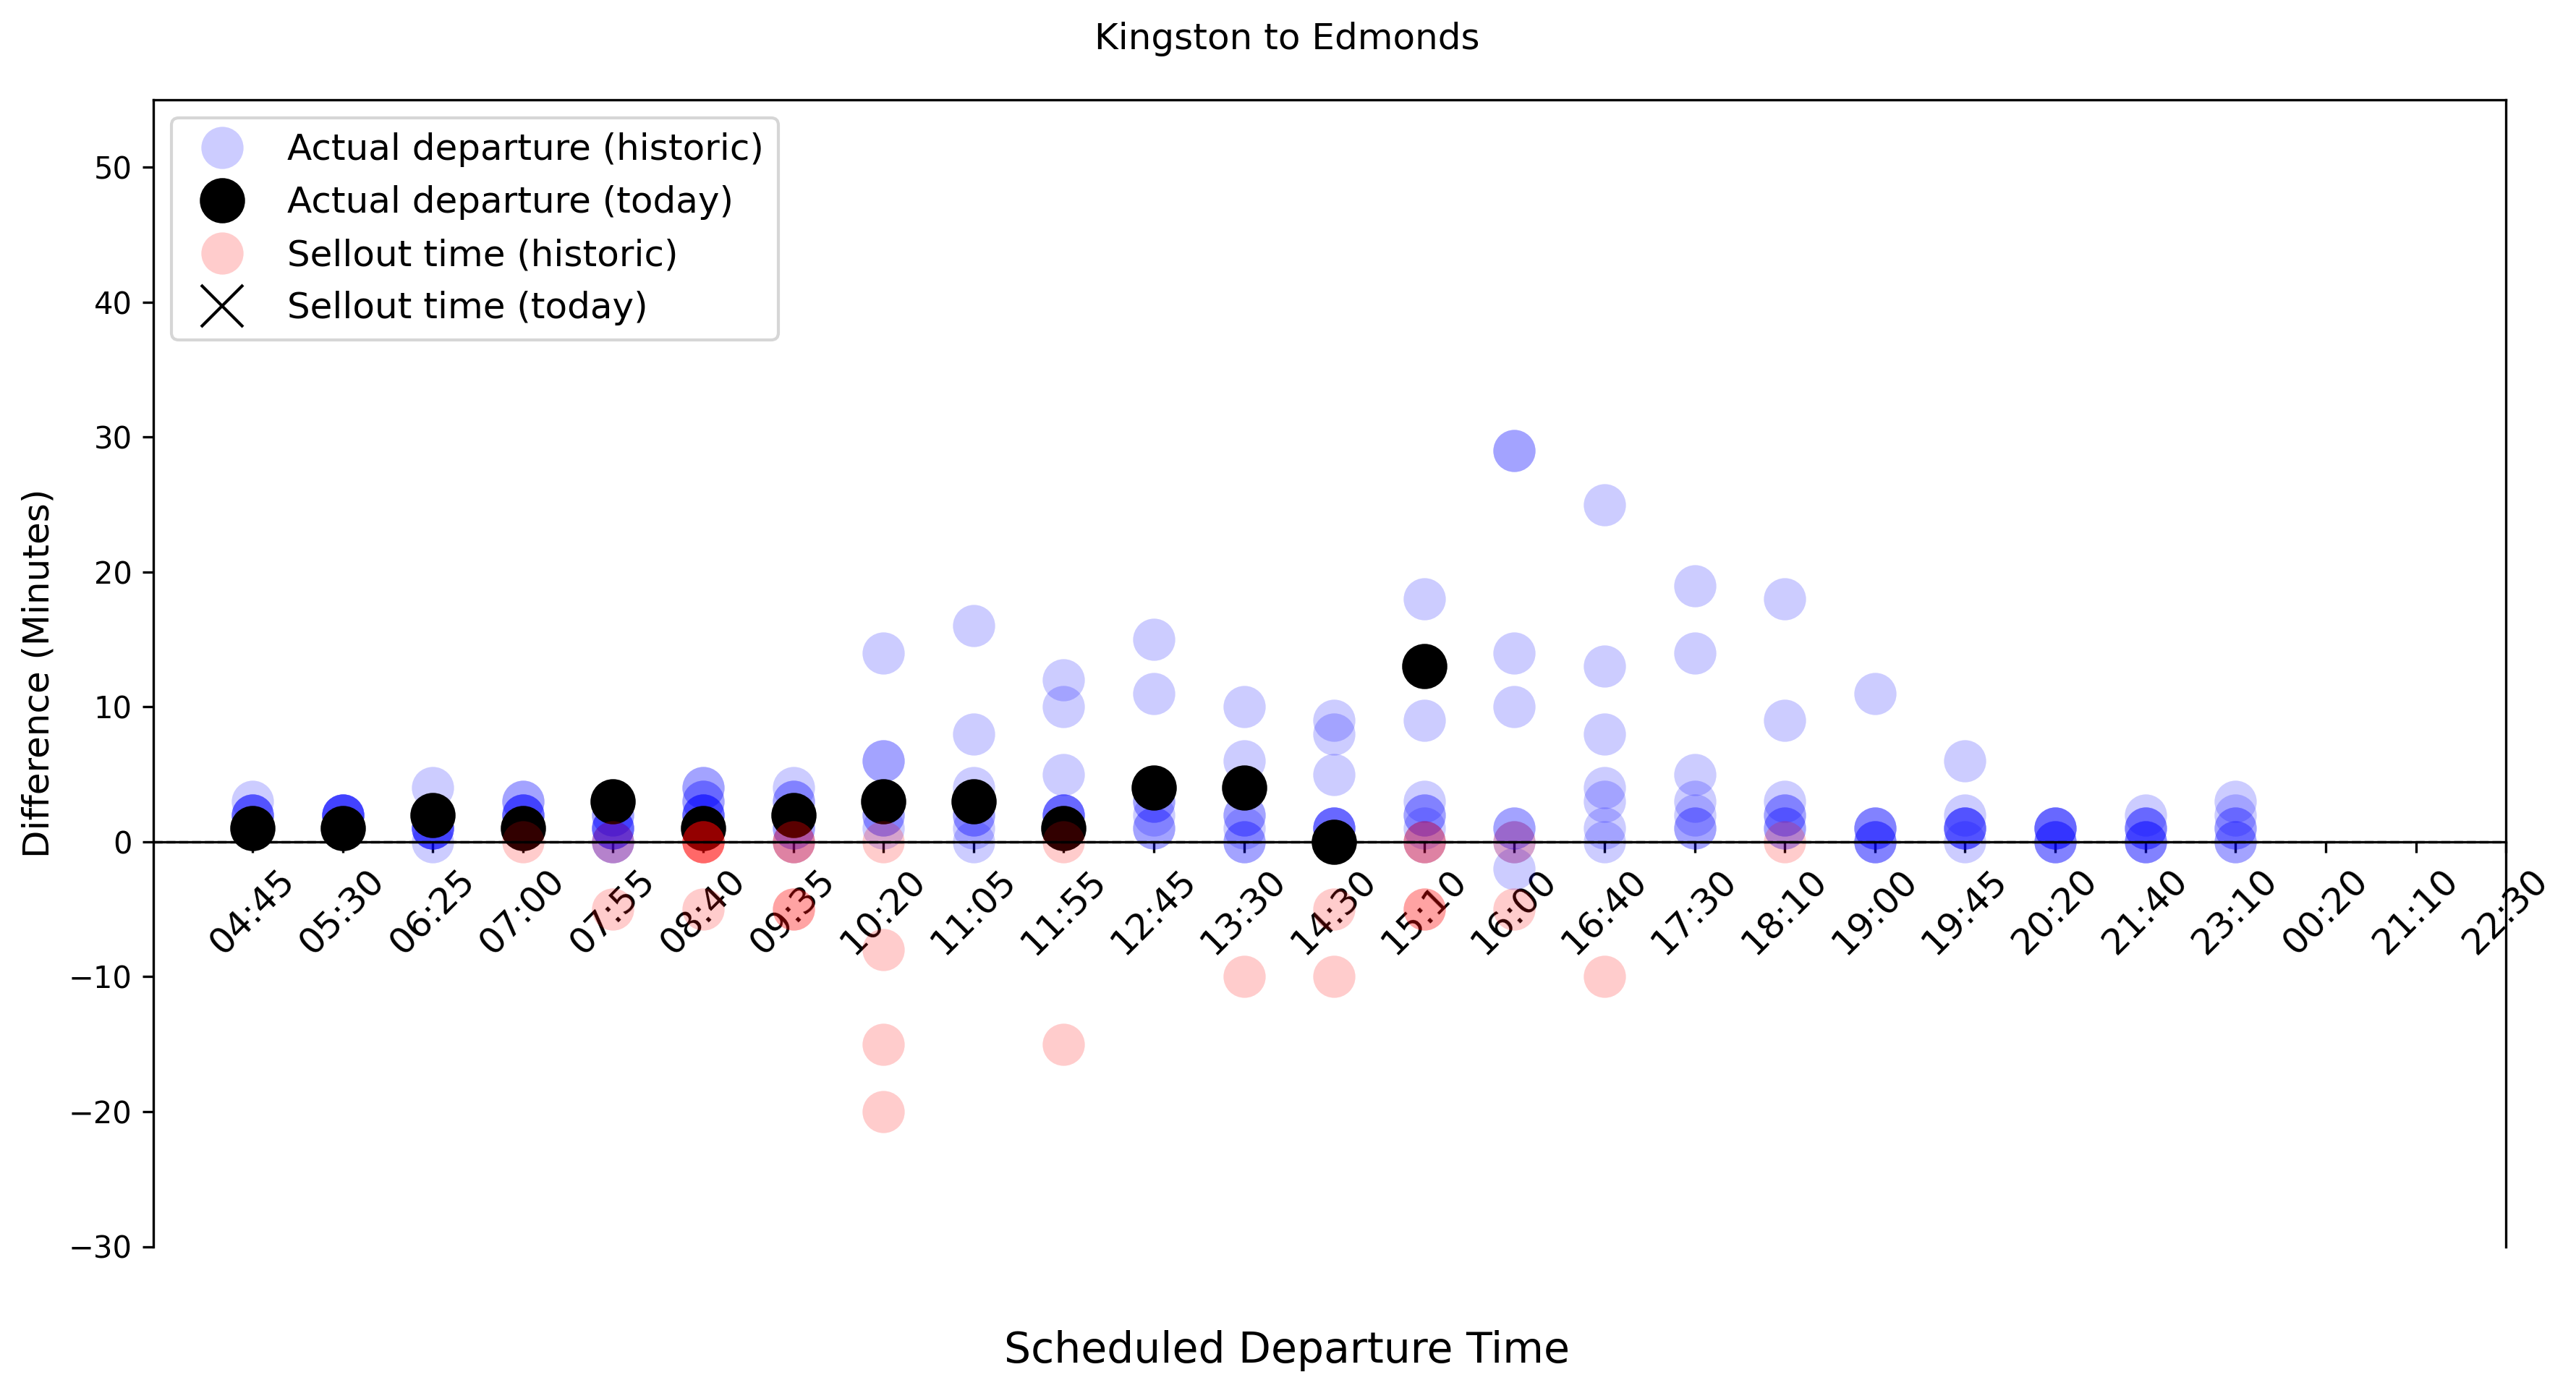 Kingston to Edmonds
Actual departure (historic)
Actual departure (today)
Sellout time (historic)
Sellout time (today)
Difference (Minutes)
50
40
30
20
10
0
−10
−20
−30
04:45 05:30 06:25 07:00 07:55 08:40 09:35 10:20 11:05 11:55 12:45 13:30 14:30 15:10 16:00 16:40 17:30 18:10 19:00 19:45 20:20 21:40 23:10 00:20 21:10 22:30
Scheduled Departure Time